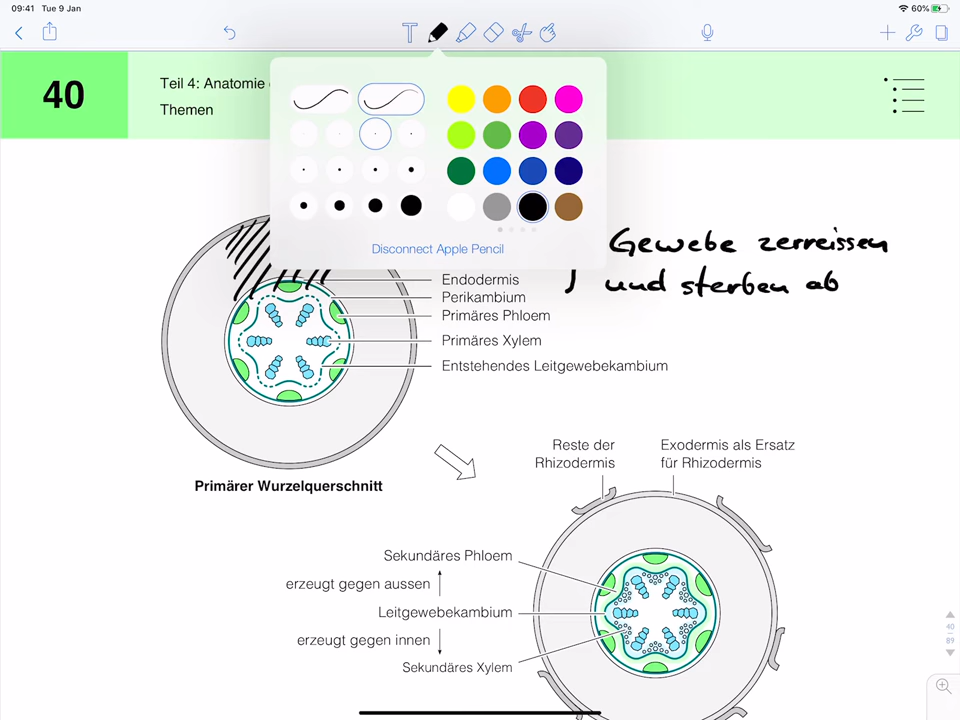 09:41 Tue 9 Jan
60%
T
40
Teil 4: Anatomie
Themen
Disconnect Apple Pencil
Gewebe zerreissen
und sterben ab
Endodermis
Perikambium
Primäres Phloem
Primäres Xylem
Entstehendes Leitgewebekambium
Primärer Wurzelquerschnitt
Reste der
Rhizodermis
Exodermis als Ersatz
für Rhizodermis
Sekundäres Phloem
erzeugt gegen aussen
Leitgewebekambium
erzeugt gegen innen
Sekundäres Xylem
40
89